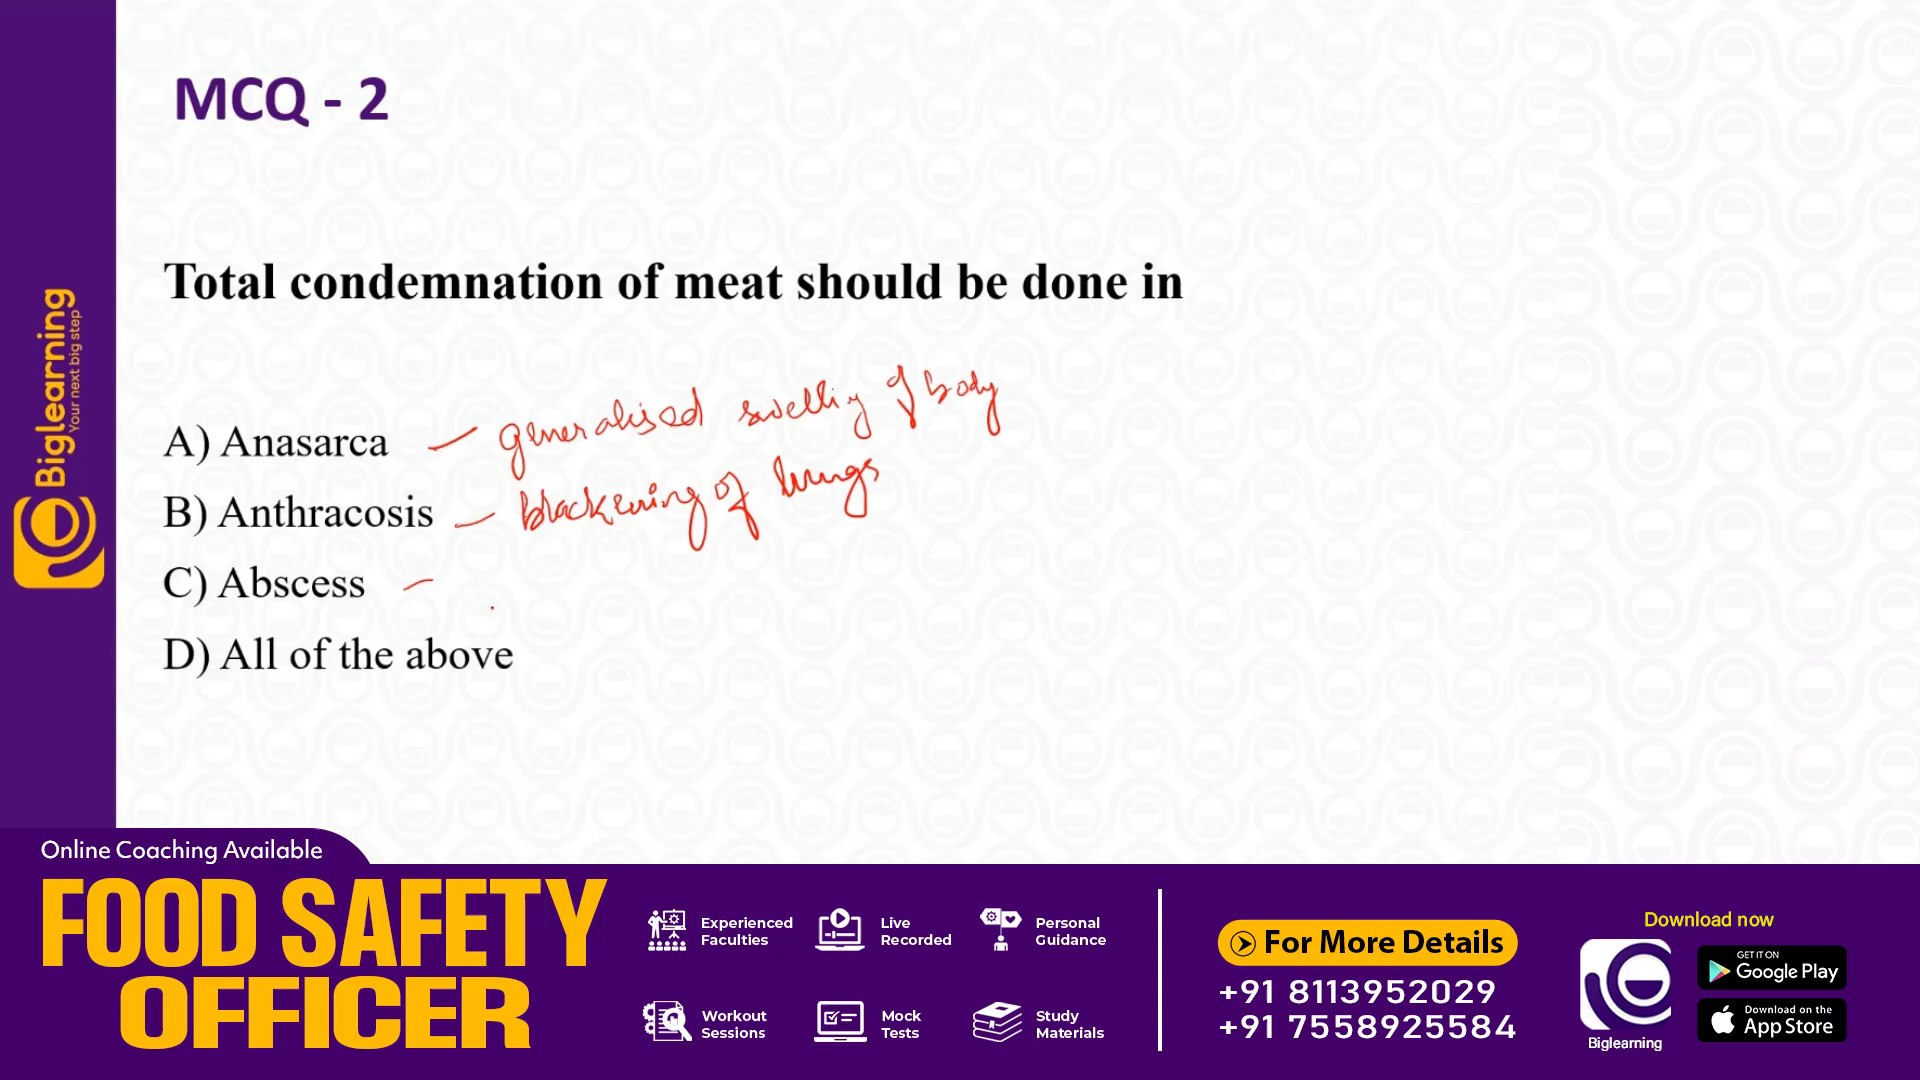 MCQ - 2
Total condemnation of meat should be done in
A) Anasarca – generalised swelling of body
B) Anthracosis – blackening of lungs
C) Abscess –
D) All of the above
Biglearning
Your next big step
Online Coaching Available
FOOD SAFETY
OFFICER
Experienced
Faculties
Live
Recorded
Personal
Guidance
Workout
Sessions
Mock
Tests
Study
Materials
For More Details
+91 8113952029
+91 7558925584
Download now
Biglearning
GET IT ON
Google Play
Download on the
App Store